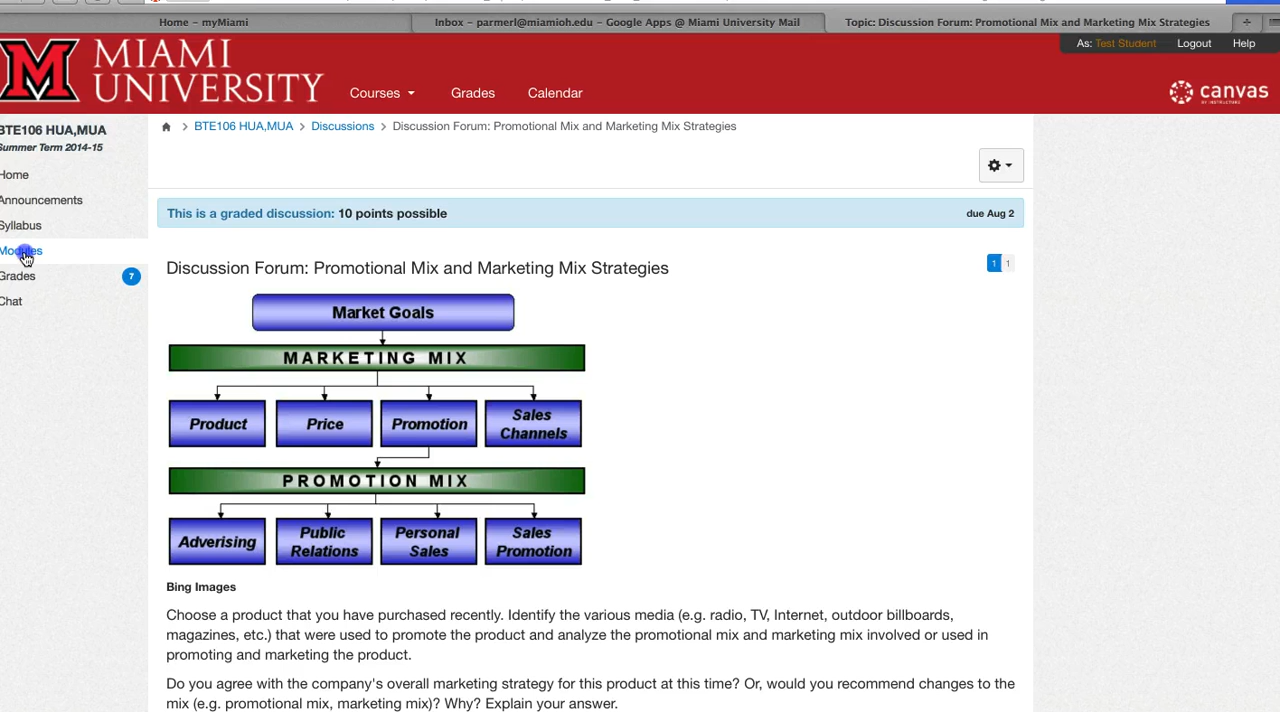 Home – myMiami
Inbox – parmerl@miamioh.edu – Google Apps @ Miami University Mail
Topic: Discussion Forum: Promotional Mix and Marketing Mix Strategies
As: Test Student Logout Help
M MIAMI UNIVERSITY
Courses Grades Calendar
canvas
BY INSTRUCTURE
BTE106 HUA,MUA
Summer Term 2014-15
Home
Announcements
Syllabus
Modules
Grades 7
Chat
BTE106 HUA,MUA > Discussions > Discussion Forum: Promotional Mix and Marketing Mix Strategies
This is a graded discussion: 10 points possible
due Aug 2
Discussion Forum: Promotional Mix and Marketing Mix Strategies
1 1
Market Goals
MARKETING MIX
Product
Price
Promotion
Sales
Channels
PROMOTION MIX
Adverising
Public
Relations
Personal
Sales
Sales
Promotion
Bing Images
Choose a product that you have purchased recently. Identify the various media (e.g. radio, TV, Internet, outdoor billboards,
magazines, etc.) that were used to promote the product and analyze the promotional mix and marketing mix involved or used in
promoting and marketing the product.
Do you agree with the company's overall marketing strategy for this product at this time? Or, would you recommend changes to the
mix (e.g. promotional mix, marketing mix)? Why? Explain your answer.